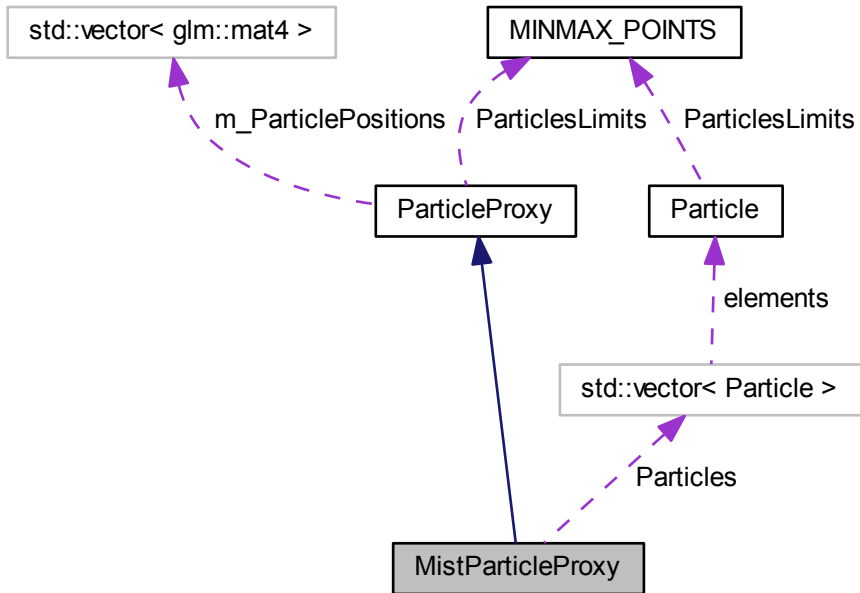 std::vector< glm::mat4 >
MINMAX_POINTS
m_ParticlePositions
ParticlesLimits
ParticlesLimits
ParticleProxy
Particle
elements
std::vector< Particle >
Particles
MistParticleProxy